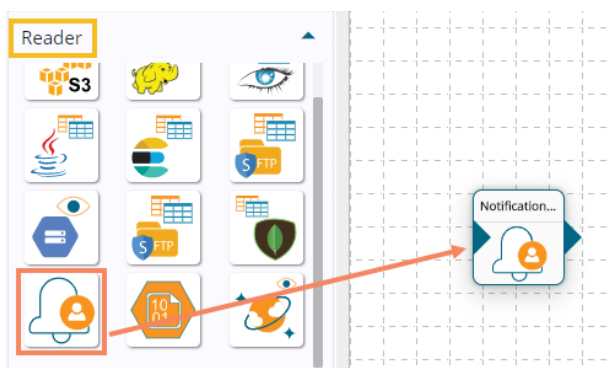 Reader
S3
S FTP
Notification...
S FTP
10
01